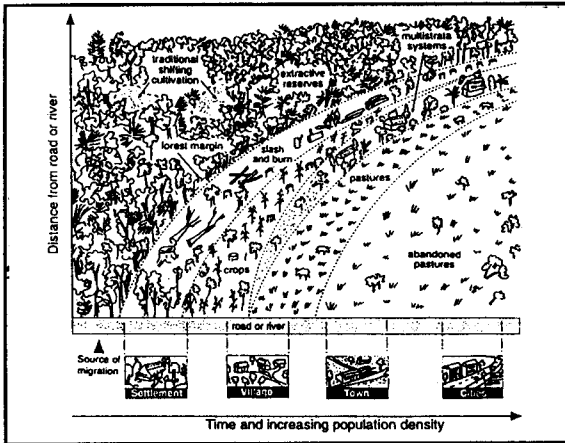 multistrata
systems
traditional
shifting
cultivation
extractive
reserves
forest margin
slash
and burn
pastures
crops
abandoned
pastures
Distance from road or river
road or river
Source of
migration
Settlement
Village
Town
Cities
Time and increasing population density